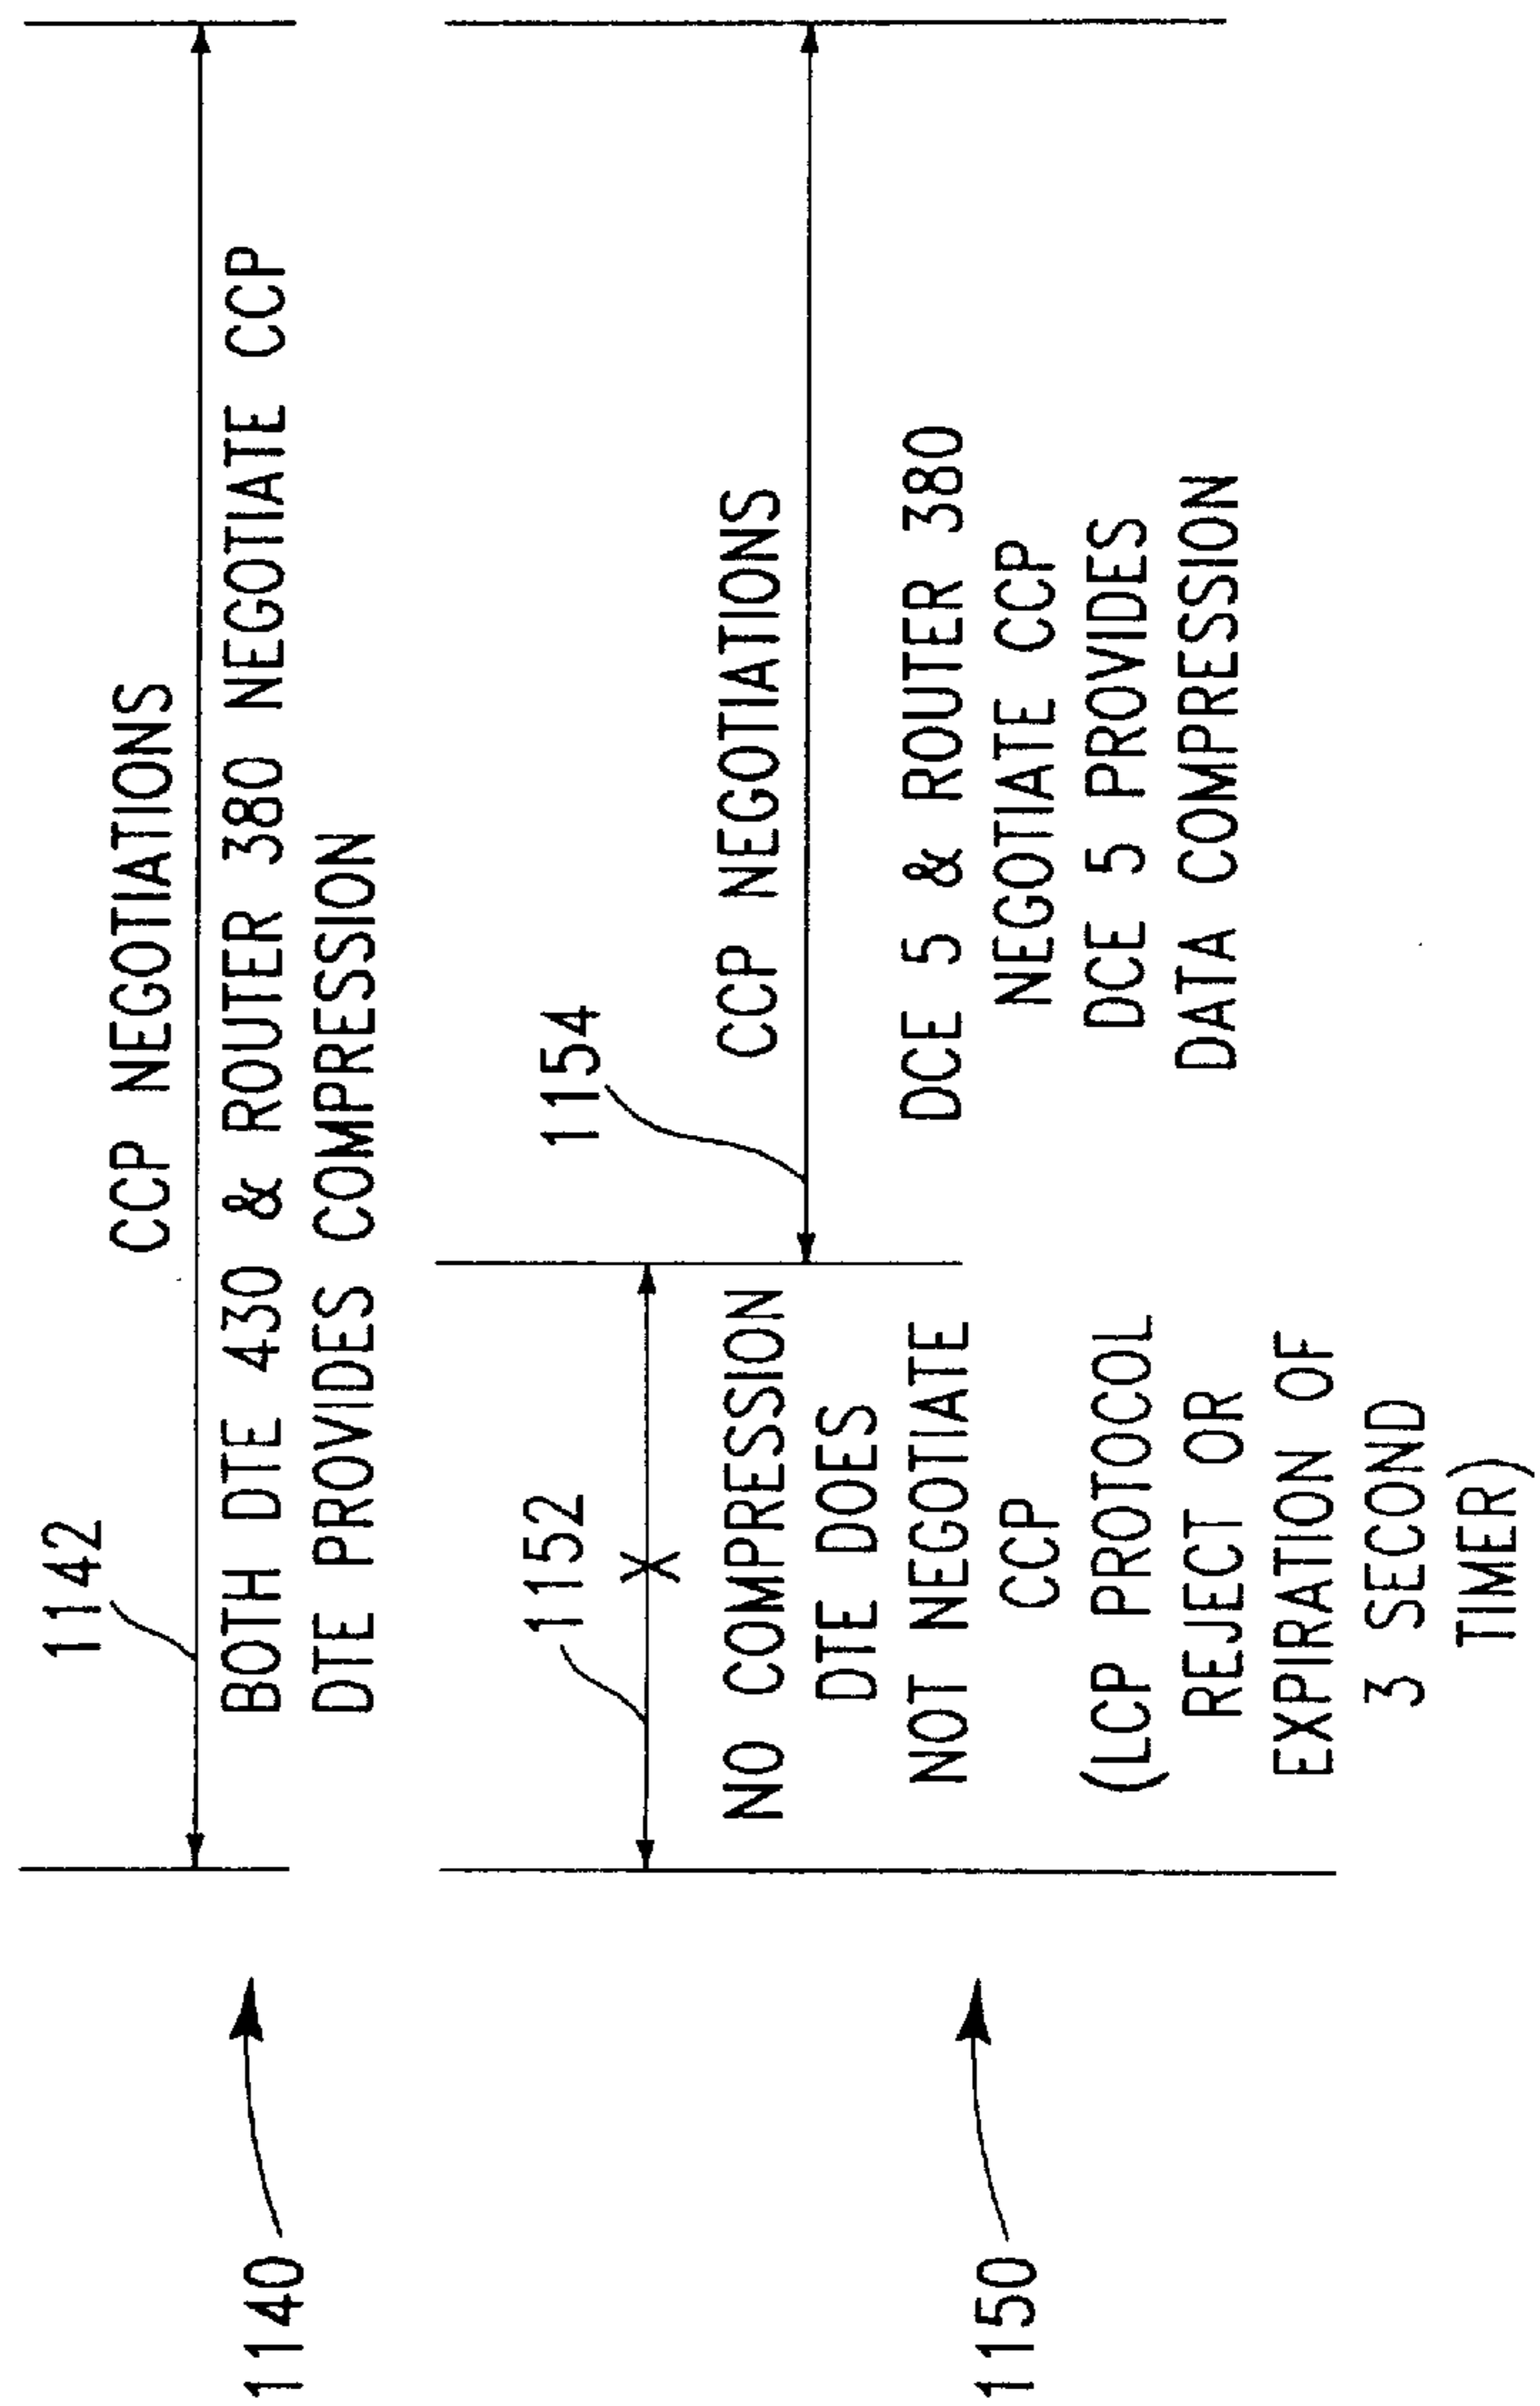 1142
CCP NEGOTIATIONS
BOTH DTE 430 & ROUTER 380 NEGOTIATE CCP
DTE PROVIDES COMPRESSION
1140
1152
NO COMPRESSION
DTE DOES
NOT NEGOTIATE
CCP
(LCP PROTOCOL
REJECT OR
EXPIRATION OF
3 SECOND
TIMER)
1154
CCP NEGOTIATIONS
DCE 5 & ROUTER 380
NEGOTIATE CCP
DCE 5 PROVIDES
DATA COMPRESSION
1150